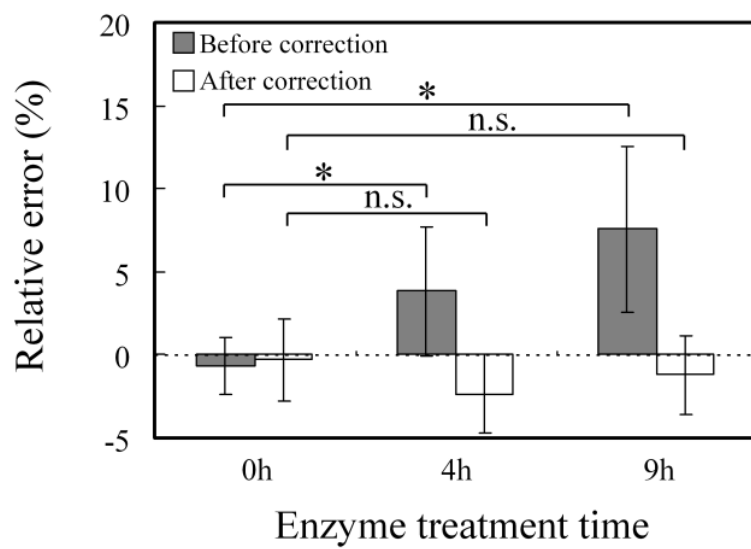 20
Before correction
After correction
*
15
n.s.
*
10
n.s.
5
0
-5
Relative error (%)
0h 4h 9h
Enzyme treatment time